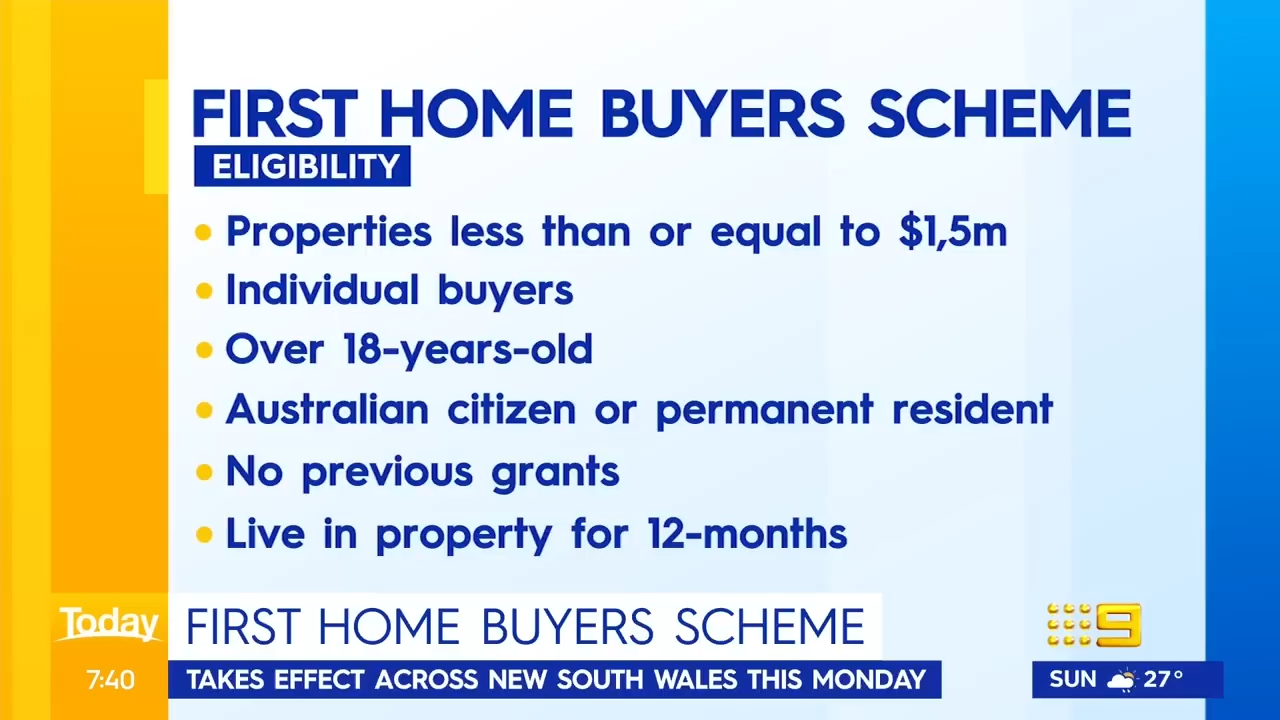 FIRST HOME BUYERS SCHEME
ELIGIBILITY
Properties less than or equal to $1,5m
Individual buyers
Over 18-years-old
Australian citizen or permanent resident
No previous grants
Live in property for 12-months
Today
FIRST HOME BUYERS SCHEME
9
7:40
TAKES EFFECT ACROSS NEW SOUTH WALES THIS MONDAY
SUN 27°